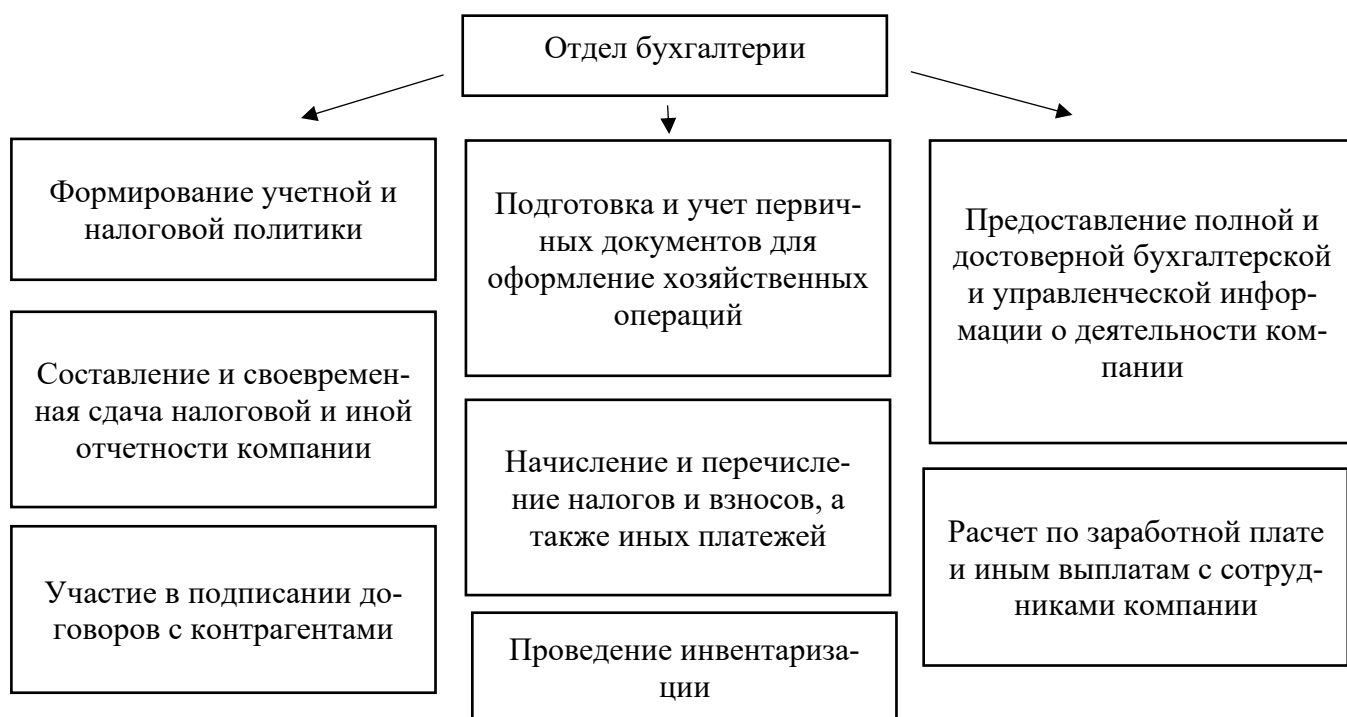 Отдел бухгалтерии
Формирование учетной и
налоговой политики
Составление и своевремен-
ная сдача налоговой и иной
отчетности компании
Участие в подписании до-
говоров с контрагентами
Подготовка и учет первич-
ных документов для
оформление хозяйственных
операций
Начисление и перечисле-
ние налогов и взносов, а
также иных платежей
Проведение инвентариза-
ции
Предоставление полной и
достоверной бухгалтерской
и управленческой инфор-
мации о деятельности ком-
пании
Расчет по заработной плате
и иным выплатам с сотруд-
никами компании